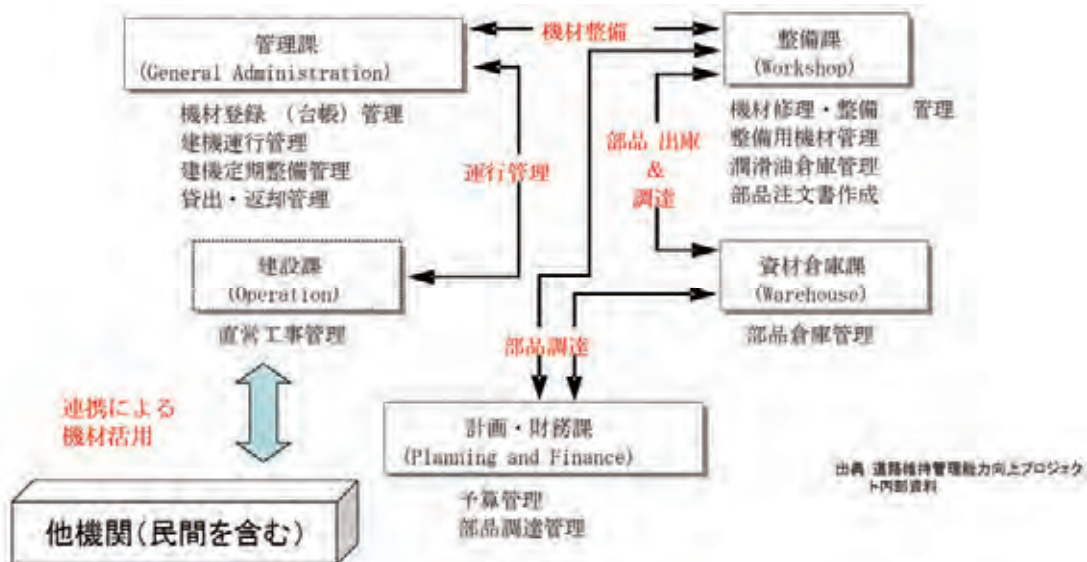 管理課
(General Administration)
機材登録 (台帳) 管理
建機運行管理
建機定期整備管理
貸出・返却管理
機材整備
整備課
(Workshop)
機材修理・整備 管理
整備用機材管理
潤滑油倉庫管理
部品注文書作成
運行管理
部品 出庫
&
調達
建設課
(Operation)
直営工事管理
資材倉庫課
(Warehouse)
部品倉庫管理
部品調達
連携による
機材活用
計画・財務課
(Planning and Finance)
予算管理
部品調達管理
他機関(民間を含む)
出典 道路維持管理能力向上プロジェク
ト内部資料